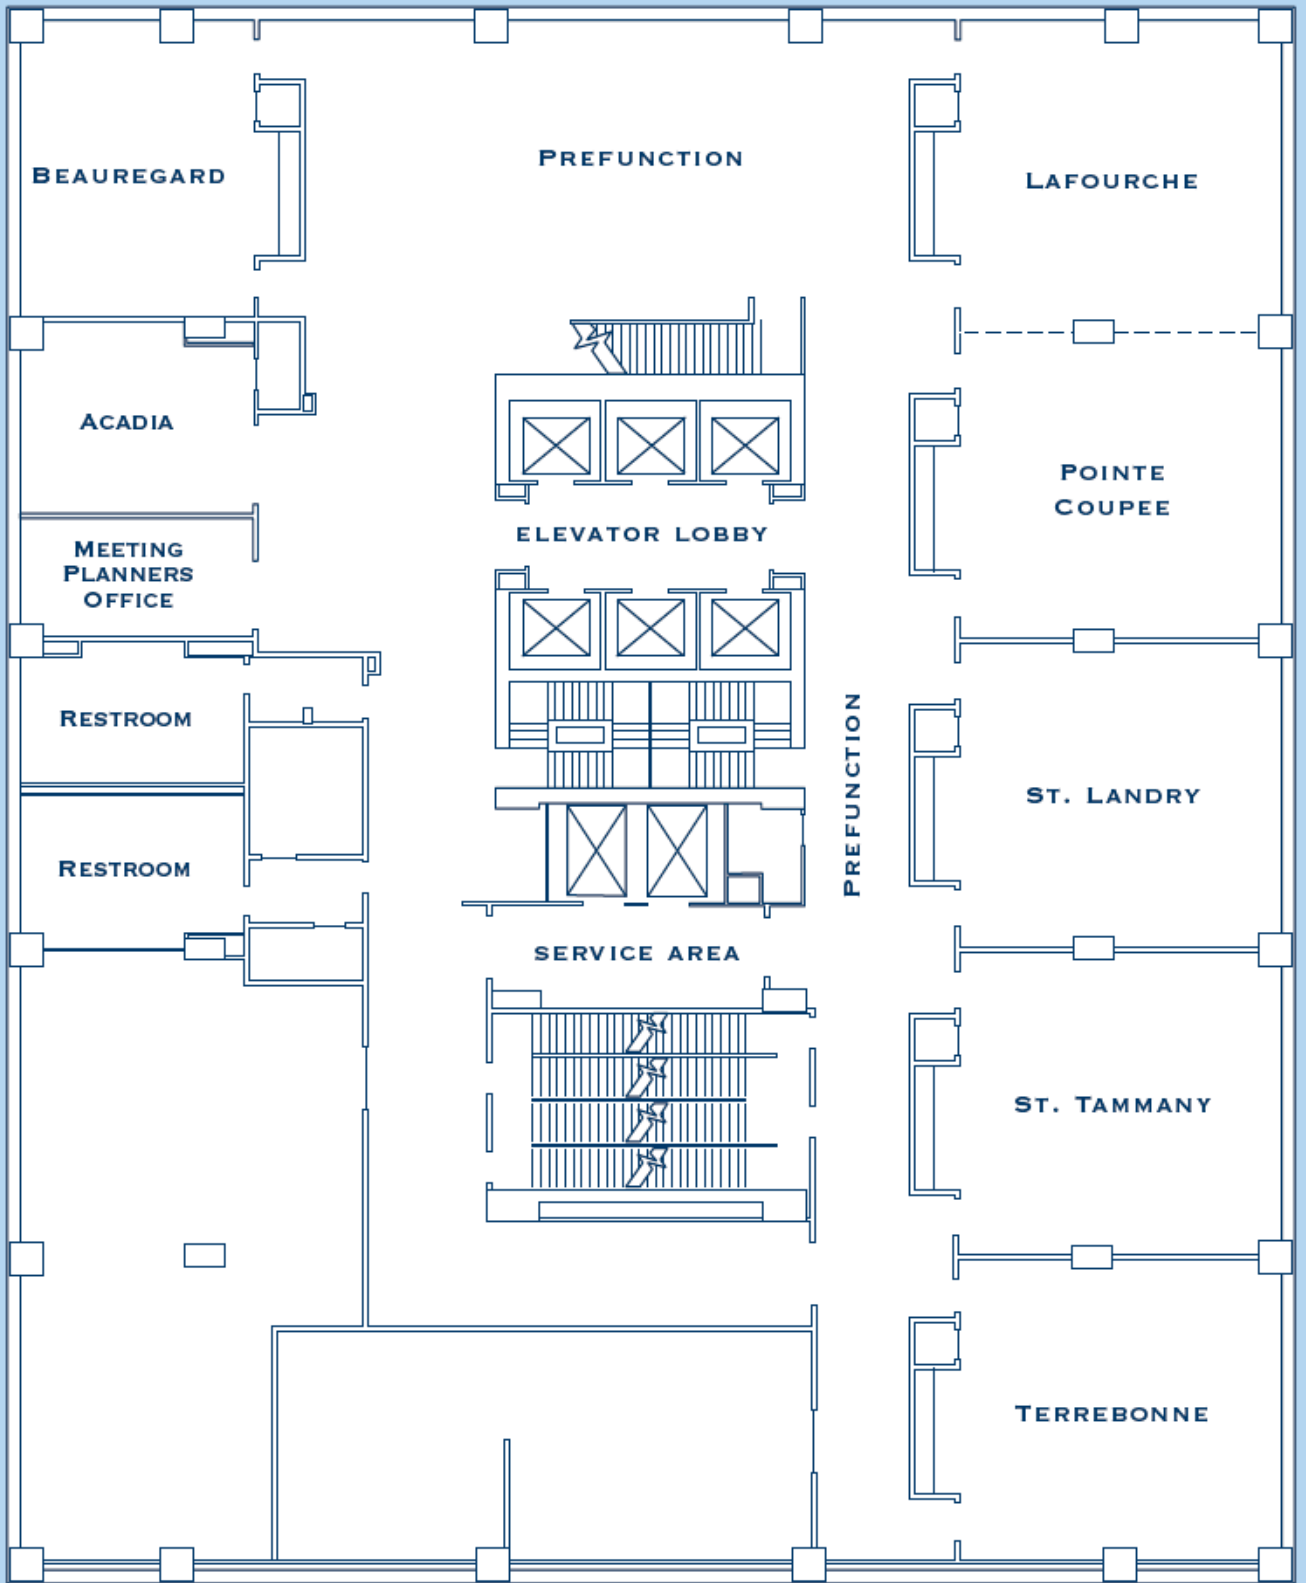 Beauregard
Prefunction
Lafourche
Acadia
Pointe
Coupee
Elevator Lobby
Meeting
Planners
Office
Restroom
Prefunction
St. Landry
Restroom
Service Area
St. Tammany
Terrebonne